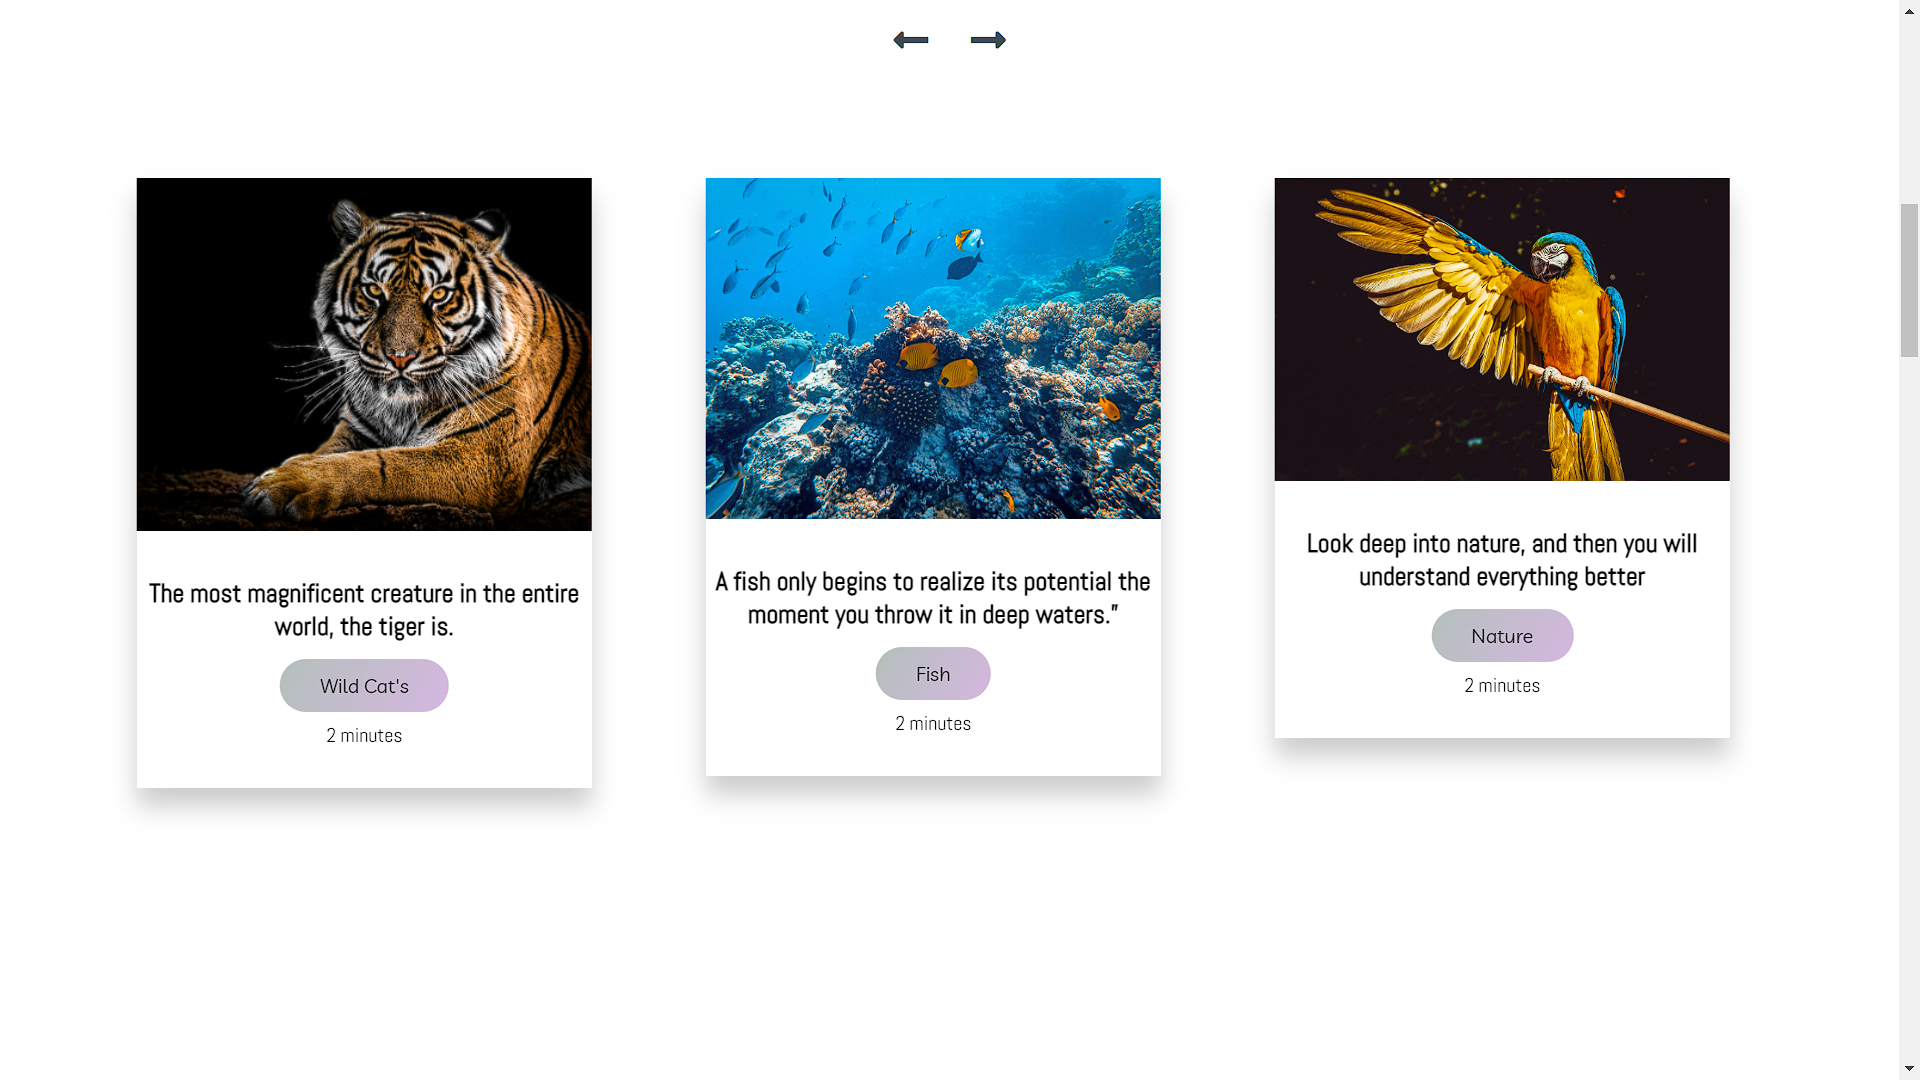 The most magnificent creature in the entire
world, the tiger is.
Wild Cat's
2 minutes
A fish only begins to realize its potential the
moment you throw it in deep waters.”
Fish
2 minutes
Look deep into nature, and then you will
understand everything better
Nature
2 minutes